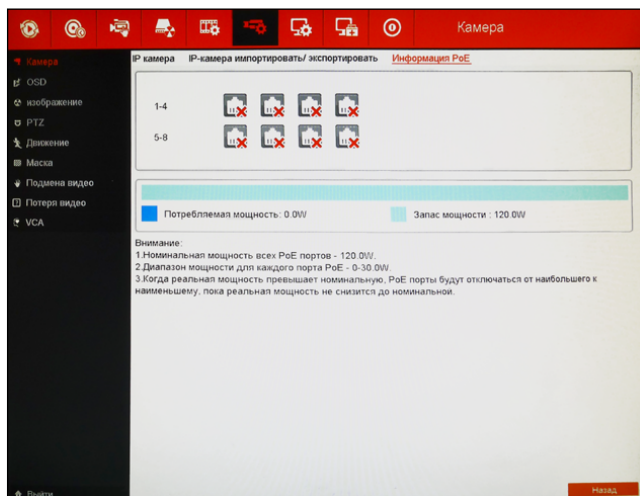 Камера
IP камера IP-камера импортировать/ экспортировать Информация PoE
Камера
OSD
изображение
PTZ
Движение
Маска
Подмена видео
Потеря видео
VCA
1-4
5-8
Потребляемая мощность: 0.0W
Запас мощности : 120.0W
Внимание:
1.Номинальная мощность всех PoE портов - 120.0W.
2.Диапазон мощности для каждого порта PoE - 0-30.0W.
3.Когда реальная мощность превышает номинальную, PoE порты будут отключаться от наибольшего к
наименьшему, пока реальная мощность не снизится до номинальной.
Выйти
Назад